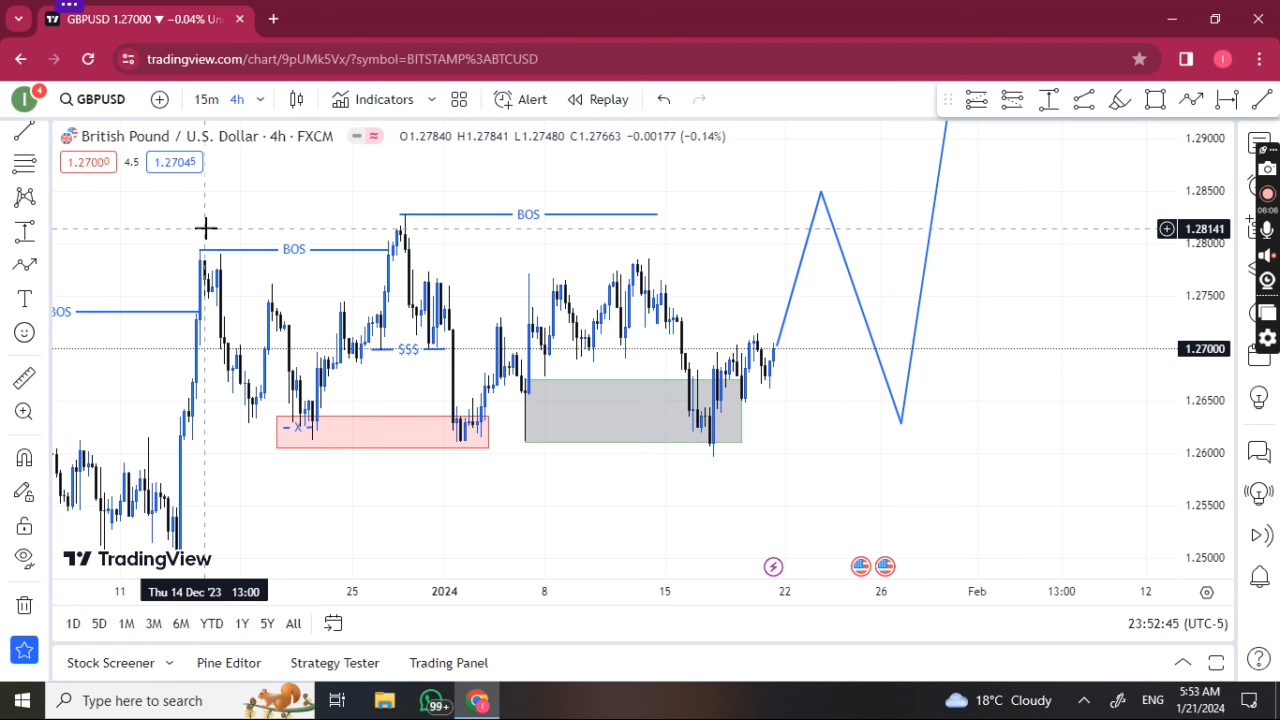 GBPUSD 1.27000 ▼ −0.04% Un
tradingview.com/chart/9pUMk5Vx/?symbol=BITSTAMP%3ABTCUSD
I
I
4
GBPUSD
15m
4h
Indicators
Alert
Replay
British Pound / U.S. Dollar · 4h · FXCM
O1.27840 H1.27841 L1.27480 C1.27663 −0.00177 (−0.14%)
1.27000
4.5
1.27045
1.29000
1.28500
1.28141
1.28000
1.27500
1.27000
1.26500
1.26000
1.25500
1.25000
06:06
BOS
BOS
BOS
$$$
- X -
TradingView
11
Thu 14 Dec '23 13:00
25
2024
8
15
22
26
Feb
13:00
12
1D
5D
1M
3M
6M
YTD
1Y
5Y
All
23:52:45 (UTC-5)
Stock Screener
Pine Editor
Strategy Tester
Trading Panel
Type here to search
99+
18°C Cloudy
ENG
5:53 AM
1/21/2024